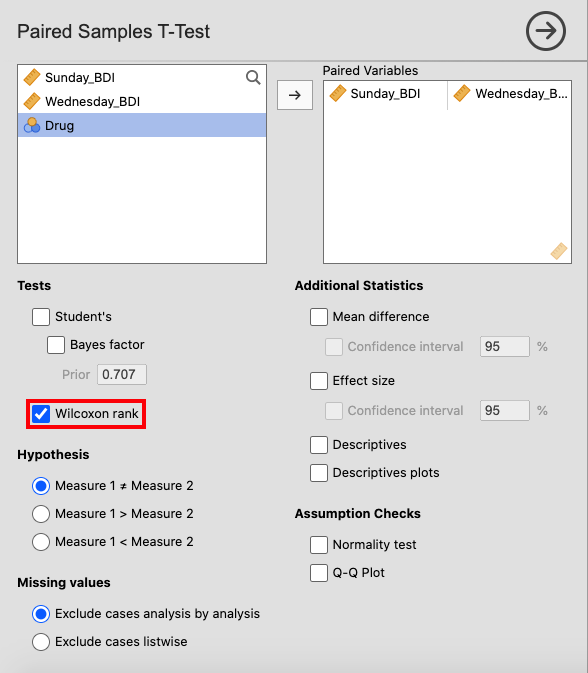 Paired Samples T-Test
Sunday_BDI
Wednesday_BDI
Drug
Paired Variables
Sunday_BDI Wednesday_B...
Tests
Student's
Bayes factor
Prior 0.707
Wilcoxon rank
Hypothesis
Measure 1 ≠ Measure 2
Measure 1 > Measure 2
Measure 1 < Measure 2
Missing values
Exclude cases analysis by analysis
Exclude cases listwise
Additional Statistics
Mean difference
Confidence interval 95 %
Effect size
Confidence interval 95 %
Descriptives
Descriptives plots
Assumption Checks
Normality test
Q-Q Plot